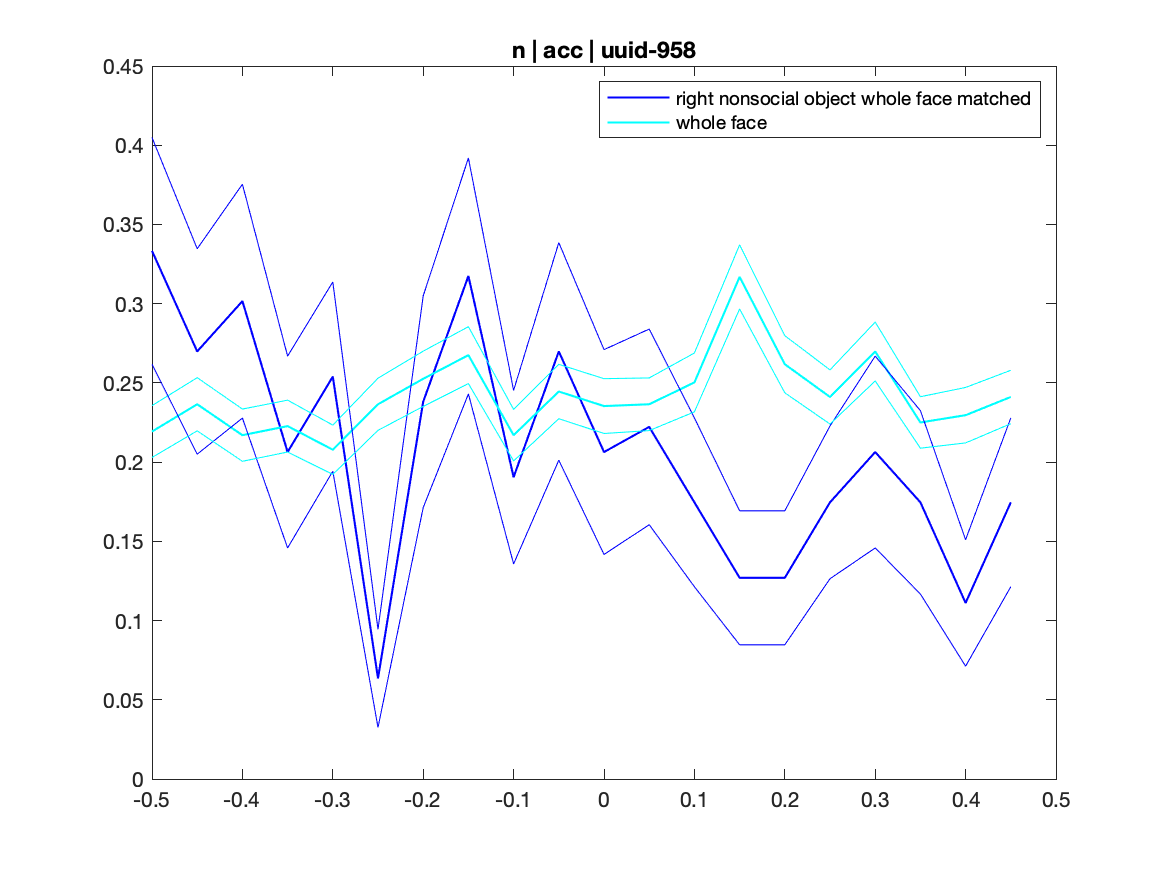 n | acc | uuid-958
right nonsocial object whole face matched
whole face
0.45
0.4
0.35
0.3
0.25
0.2
0.15
0.1
0.05
0
-0.5 -0.4 -0.3 -0.2 -0.1 0 0.1 0.2 0.3 0.4 0.5